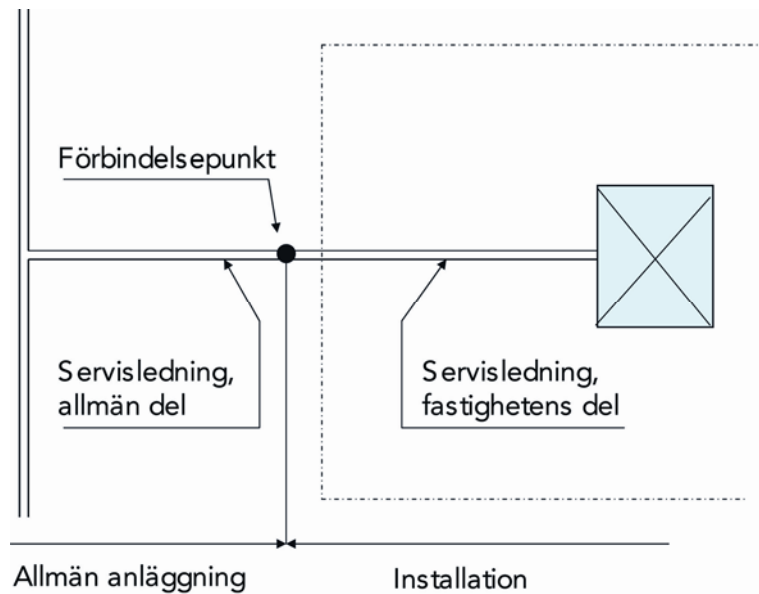 Förbindelsepunkt
Servisledning,
allmän del
Servisledning,
fastighetens del
Allmän anläggning
Installation